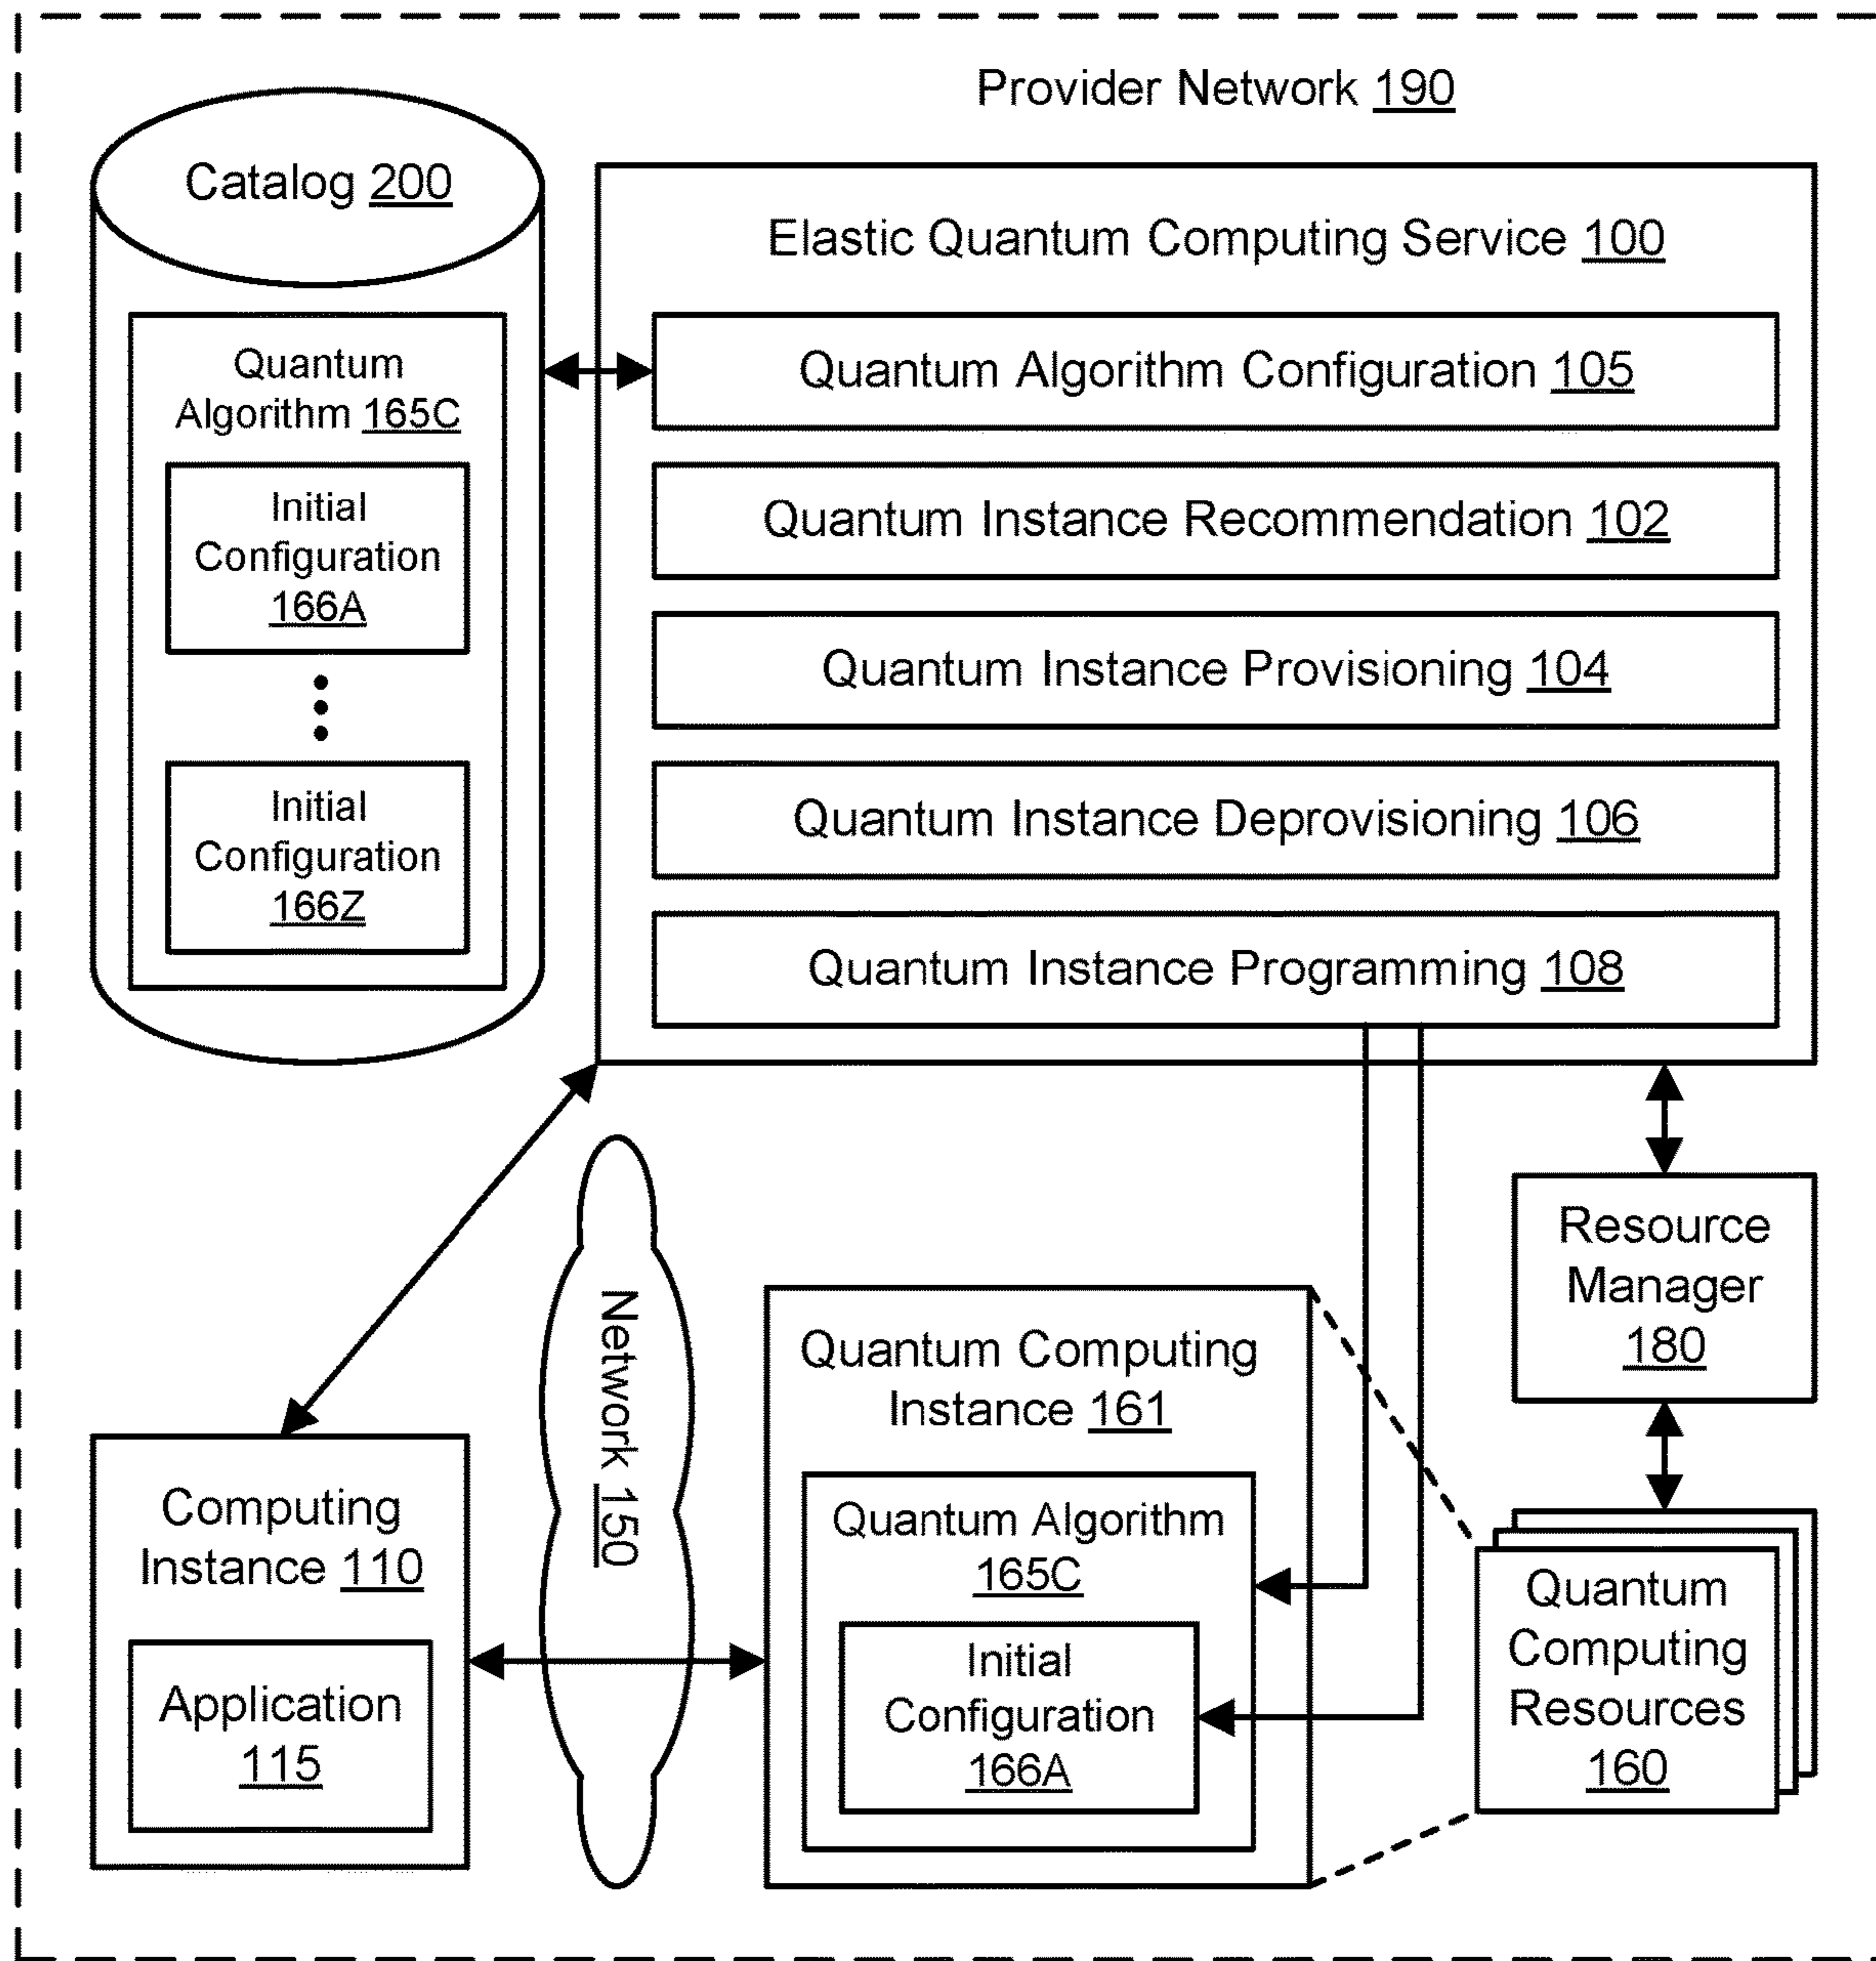 Provider Network 190
Catalog 200
Quantum
Algorithm 165C
Initial
Configuration
166A
Initial
Configuration
166Z
Elastic Quantum Computing Service 100
Quantum Algorithm Configuration 105
Quantum Instance Recommendation 102
Quantum Instance Provisioning 104
Quantum Instance Deprovisioning 106
Quantum Instance Programming 108
Resource
Manager
180
Network 150
Quantum Computing
Instance 161
Quantum Algorithm
165C
Initial
Configuration
166A
Computing
Instance 110
Application
115
Quantum
Computing
Resources
160